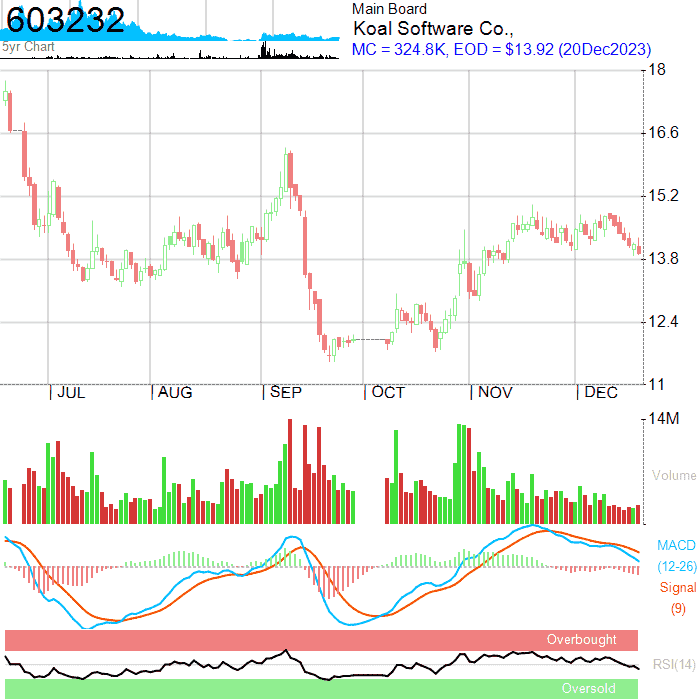 603232
5yr Chart
Main Board
Koal Software Co.,
MC = 324.8K, EOD = $13.92 (20Dec2023)
18
16.6
15.2
13.8
12.4
11
JUL AUG SEP OCT NOV DEC
14M
Volume
MACD
(12-26)
Signal
(9)
Overbought
RSI(14)
Oversold